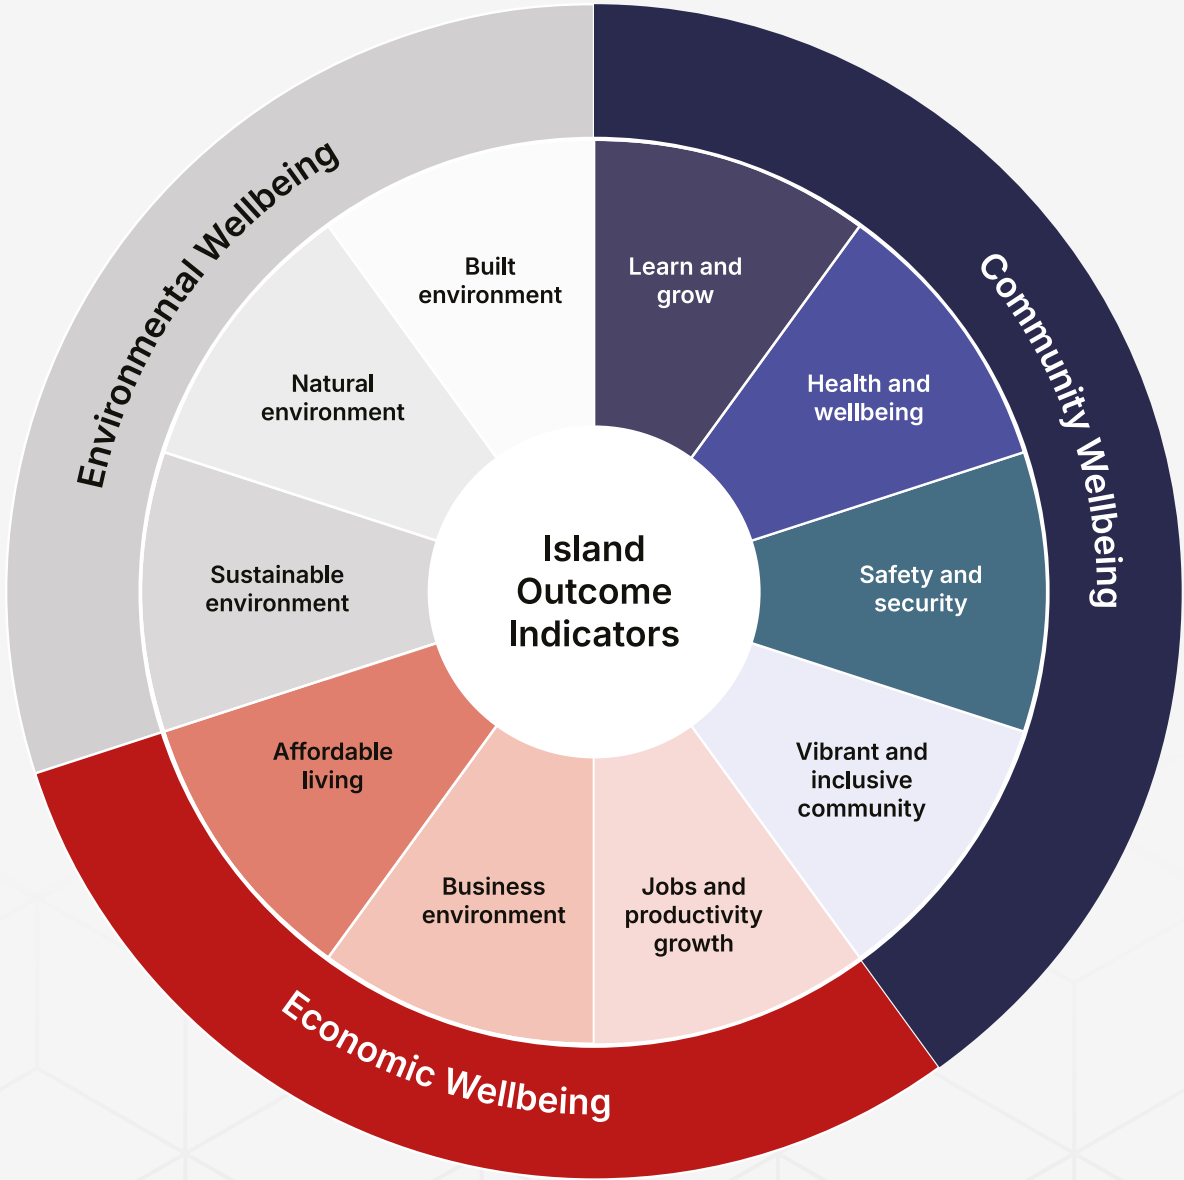 Island
Outcome
Indicators
Community Wellbeing
Learn and
grow
Health and
wellbeing
Safety and
security
Vibrant and
inclusive
community
Economic Wellbeing
Jobs and
productivity
growth
Business
environment
Affordable
living
Environmental Wellbeing
Sustainable
environment
Natural
environment
Built
environment